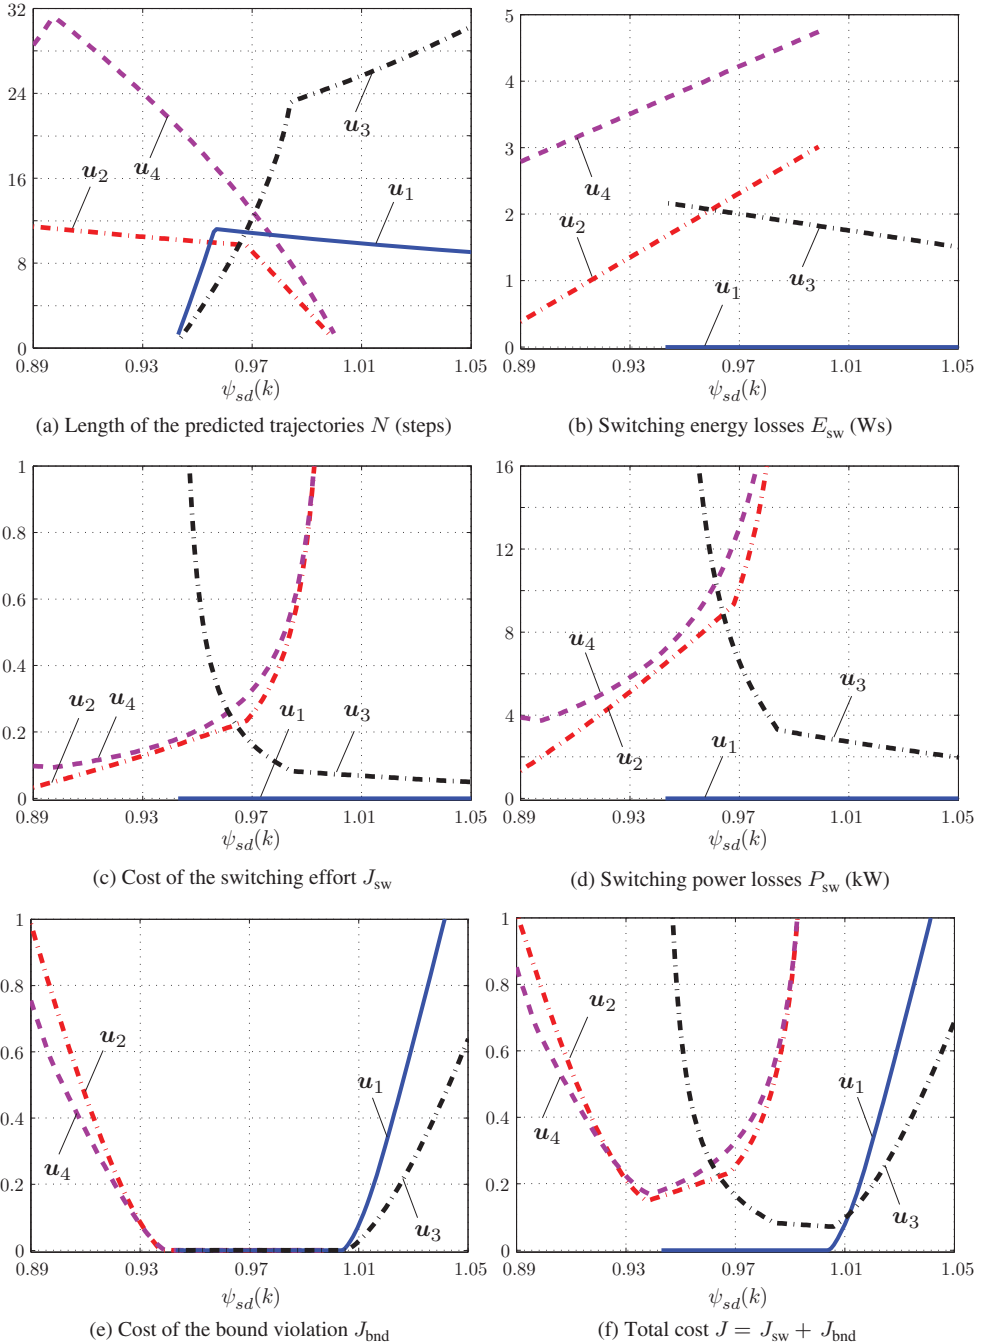 32
24
16
8
0
0.89 0.93 0.97 1.01 1.05
ψsd(k)
u4
u2
u3
u1
(a) Length of the predicted trajectories N (steps)
5
4
3
2
1
0
0.89 0.93 0.97 1.01 1.05
ψsd(k)
u4
u2
u3
u1
(b) Switching energy losses Esw (Ws)
1
0.8
0.6
0.4
0.2
0
0.89 0.93 0.97 1.01 1.05
ψsd(k)
u2 u4 u1 u3
(c) Cost of the switching effort Jsw
16
12
8
4
0
0.89 0.93 0.97 1.01 1.05
ψsd(k)
u4
u3
u2
u1
(d) Switching power losses Psw (kW)
1
0.8
0.6
0.4
0.2
0
0.89 0.93 0.97 1.01 1.05
ψsd(k)
u2
u1
u4
u3
(e) Cost of the bound violation Jbnd
1
0.8
0.6
0.4
0.2
0
0.89 0.93 0.97 1.01 1.05
ψsd(k)
u2
u1
u4
u3
(f) Total cost J = Jsw + Jbnd